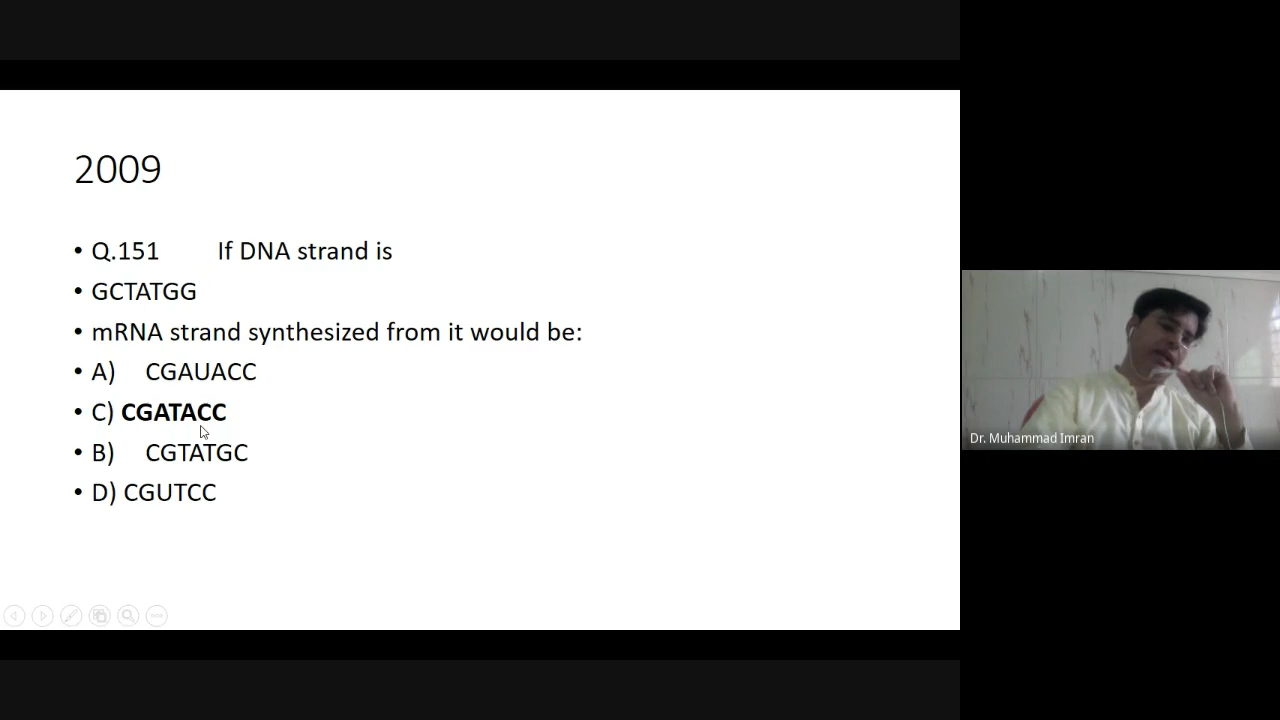 2009
• Q.151 If DNA strand is
• GCTATGG
• mRNA strand synthesized from it would be:
• A) CGAUACC
• C) CGATACC
• B) CGTATGC
• D) CGUTCC
Dr. Muhammad Imran